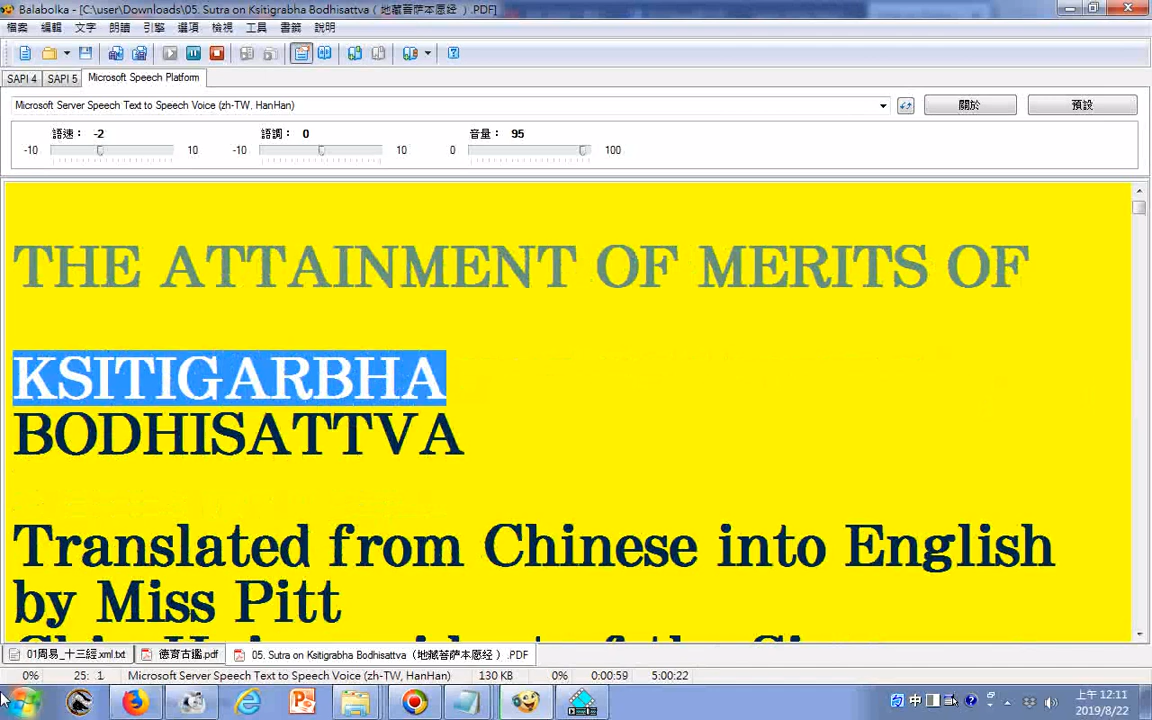 Balabolka - [C:\user\Downloads\05. Sutra on Ksitigrabha Bodhisattva（地藏菩萨本愿经）.PDF]
檔案 編輯 文字 朗讀 引擎 選項 檢視 工具 書籤 說明
SAPI 4 SAPI 5 Microsoft Speech Platform
Microsoft Server Speech Text to Speech Voice (zh-TW, HanHan) 關於 預設
語速： -2 語調： 0 音量： 95
-10 10 -10 10 0 100
THE ATTAINMENT OF MERITS OF
KSITIGARBHA
BODHISATTVA
Translated from Chinese into English
by Miss Pitt
01周易_十三經.xml.txt 德育古鑑.pdf 05. Sutra on Ksitigrabha Bodhisattva（地藏菩萨本愿经）.PDF
0% 25: 1 Microsoft Server Speech Text to Speech Voice (zh-TW, HanHan) 130 KB 0% 0:00:59 5:00:22
中 上午 12:11
2019/8/22